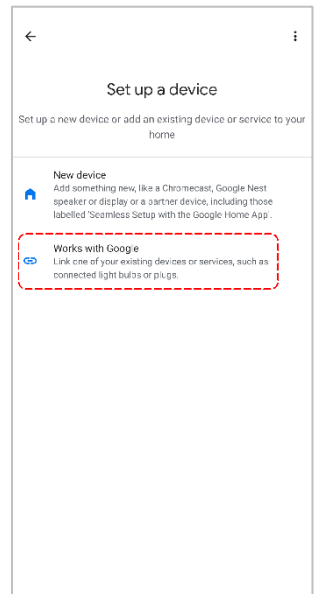 Set up a device
Set up a new device or add an existing device or service to your
home
New device
Add something new, like a Chromecast, Google Nest
speaker or display or a partner device, including those
labelled 'Seamless Setup with the Google Home App'.
Works with Google
Link one of your existing devices or services, such as
connected light bulbs or plugs.